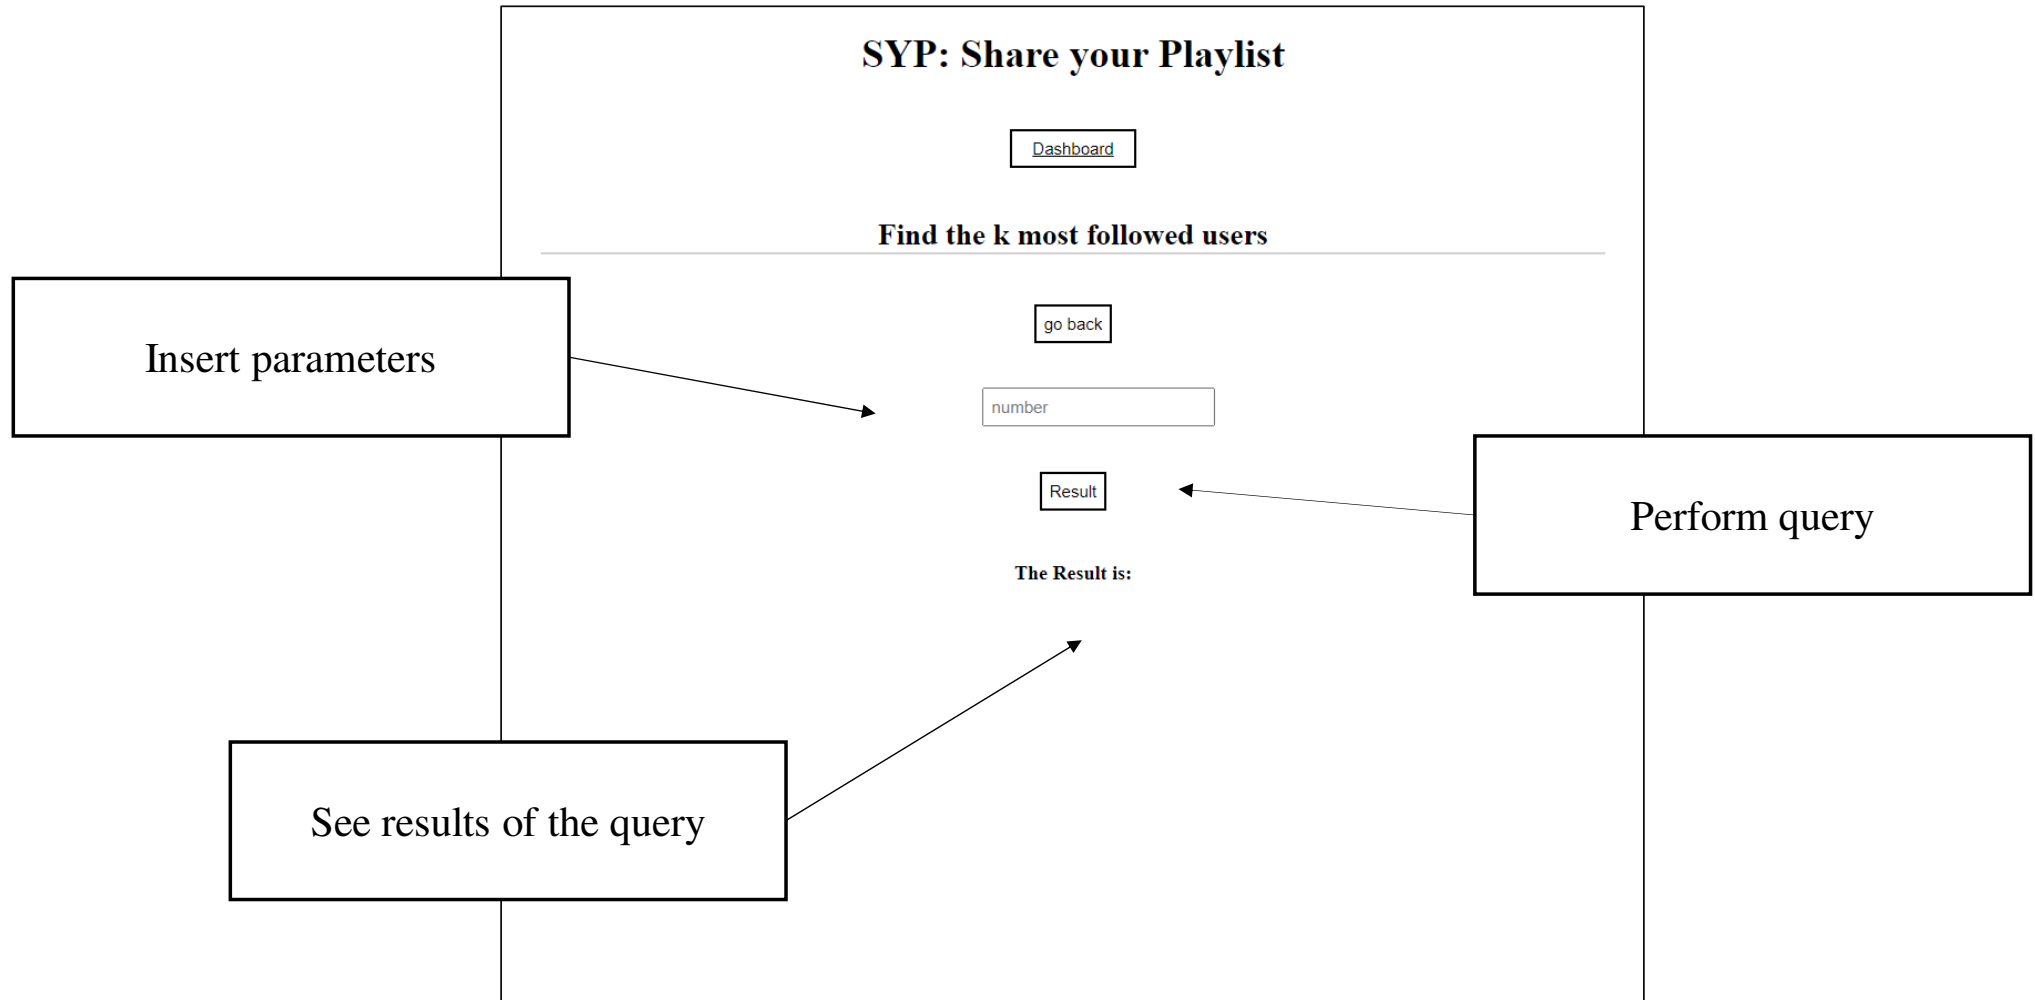 SYP: Share your Playlist
Dashboard
Find the k most followed users
go back
Insert parameters
number
Result
Perform query
The Result is:
See results of the query